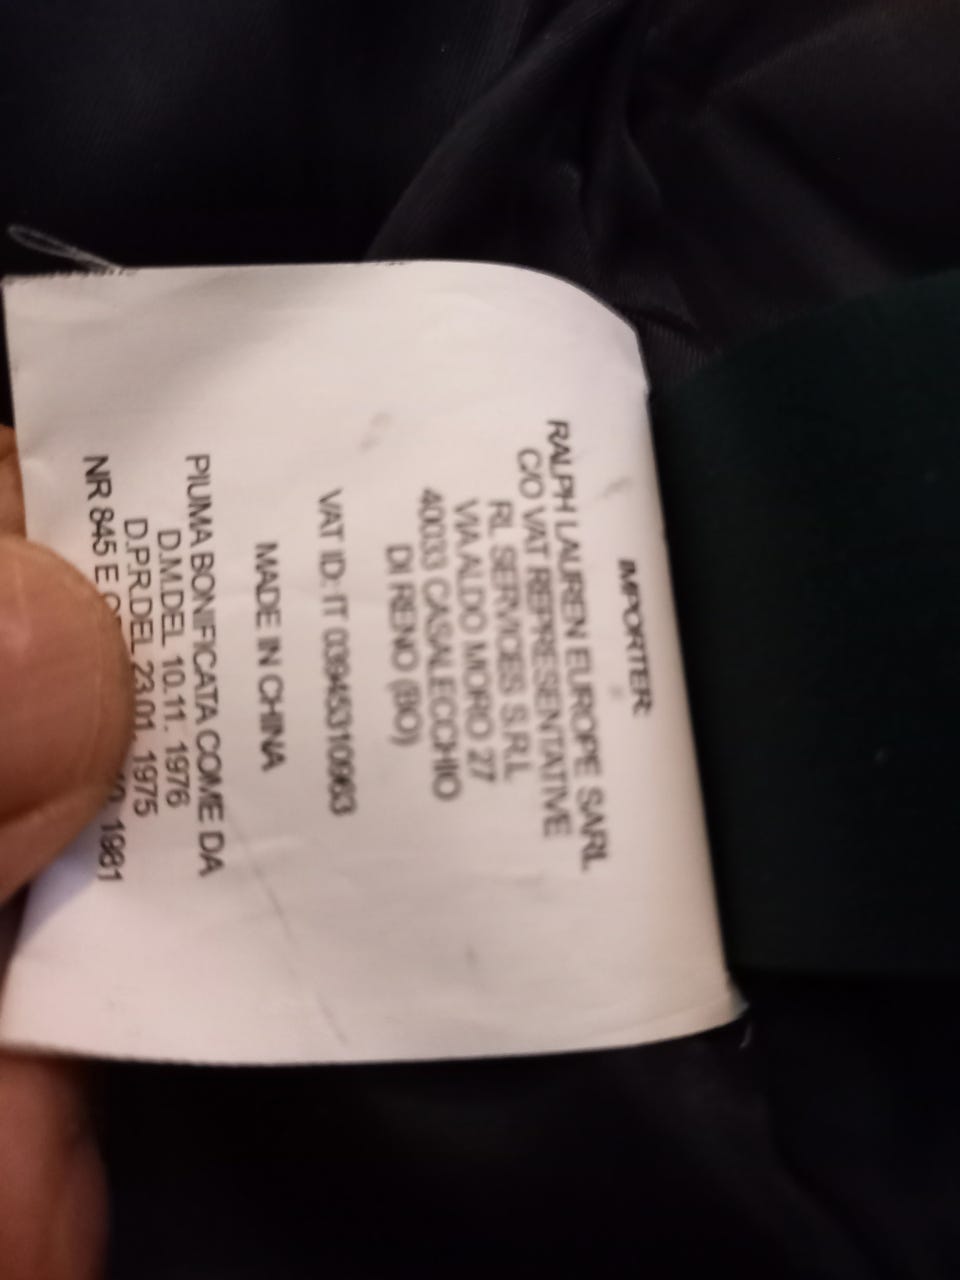 IMPORTER:
RALPH LAUREN EUROPE SARL
C/O VAT REPRESENTATIVE
RL SERVICES S.R.L
VIA ALDO MORO 27
40033 CASALECCHIO
DI RENO (BO)
VAT ID: IT 03945310963
MADE IN CHINA
PIUMA BONIFICATA COME DA
D.M.DEL 10.11. 1976
D.P.R.DEL 23.01. 1975
NR 845 E 1981